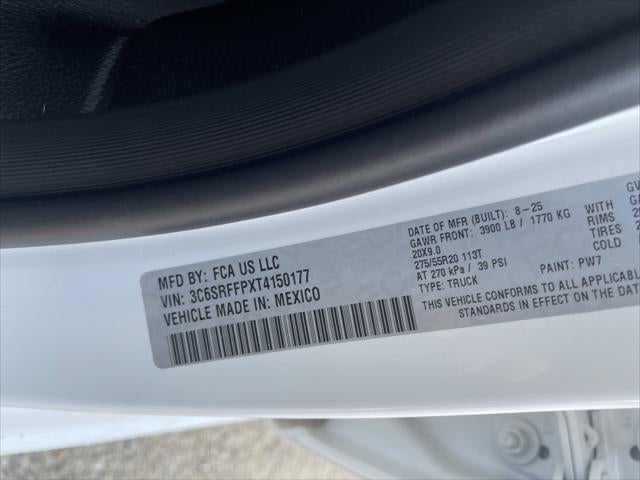 MFD BY: FCA US LLC
VIN: 3C6SRFFPXT4150177
VEHICLE MADE IN: MEXICO
DATE OF MFR (BUILT): 8-25
GAWR FRONT: 3900 LB / 1770 KG WITH
20X9.0 RIMS
275/55R20 113T TIRES
AT 270 kPa / 39 PSI COLD
TYPE: TRUCK PAINT: PW7
THIS VEHICLE CONFORMS TO ALL APPLICABLE
STANDARDS IN EFFECT ON THE